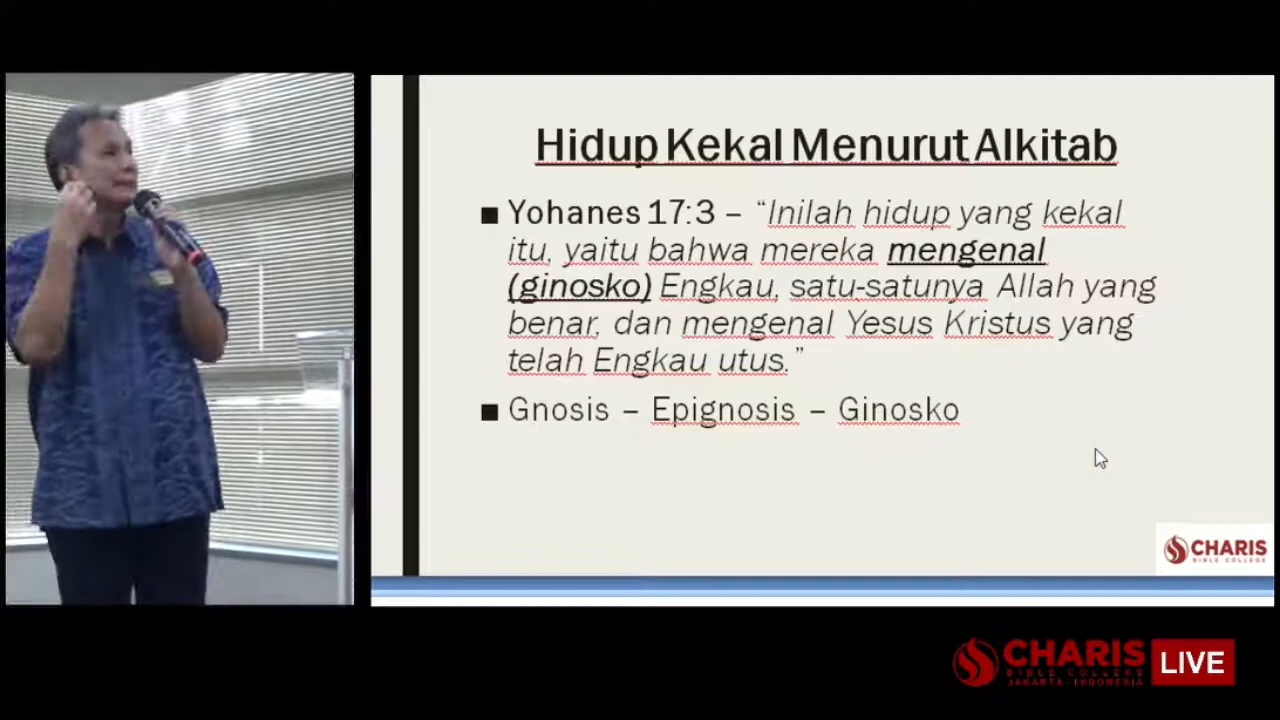 Hidup Kekal Menurut Alkitab
■ Yohanes 17:3 – “Inilah hidup yang kekal
itu, yaitu bahwa mereka mengenal
(ginosko) Engkau, satu-satunya Allah yang
benar, dan mengenal Yesus Kristus yang
telah Engkau utus.”
■ Gnosis – Epignosis – Ginosko
CHARIS
BIBLE COLLEGE
CHARIS
BIBLE COLLEGE
JAKARTA - INDONESIA
LIVE